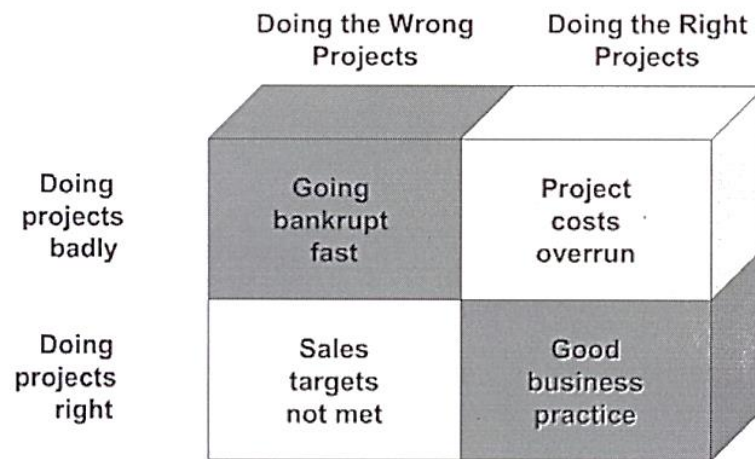 Doing the Wrong
Projects
Doing the Right
Projects
Doing
projects
badly
Going
bankrupt
fast
Project
costs
overrun
Doing
projects
right
Sales
targets
not met
Good
business
practice